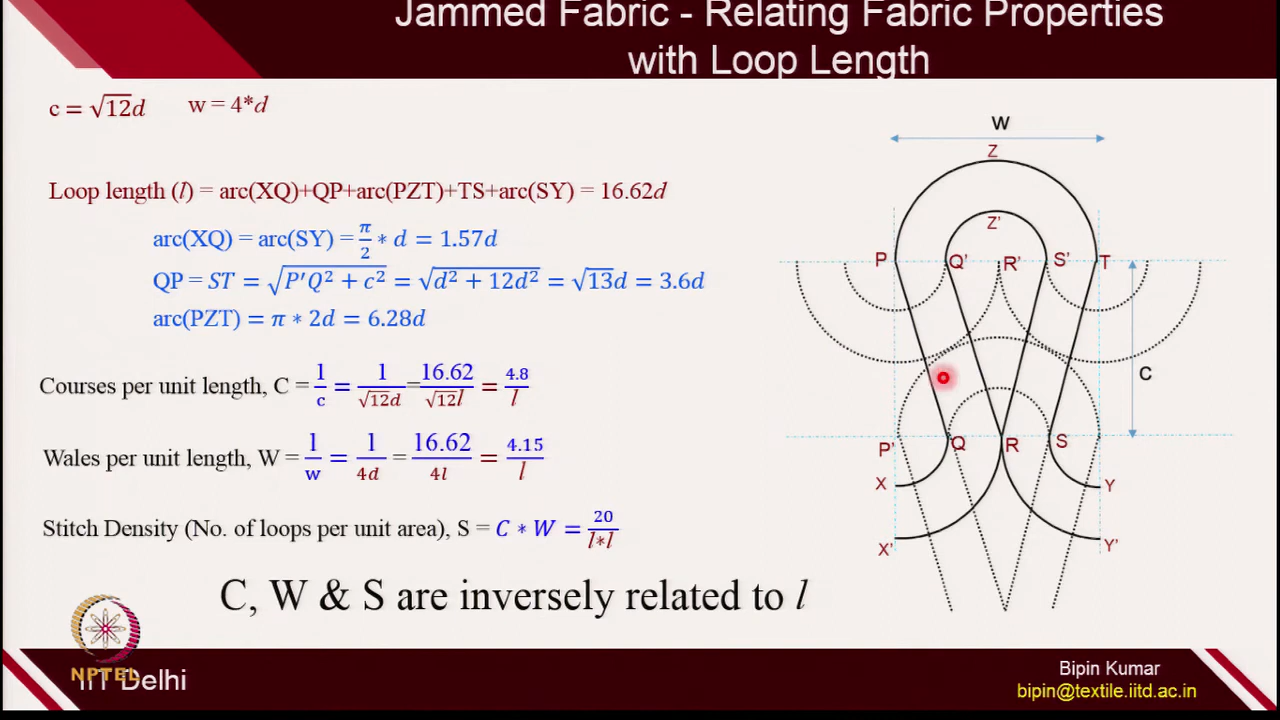 Jammed Fabric - Relating Fabric Properties
with Loop Length
c = √12d w = 4*d
Loop length (l) = arc(XQ)+QP+arc(PZT)+TS+arc(SY) = 16.62d
arc(XQ) = arc(SY) = π/2 * d = 1.57d
QP = ST = √(P′Q² + c²) = √(d² + 12d²) = √13d = 3.6d
arc(PZT) = π * 2d = 6.28d
Courses per unit length, C = 1/c = 1/√12d = 16.62/√12l = 4.8/l
Wales per unit length, W = 1/w = 1/4d = 16.62/4l = 4.15/l
Stitch Density (No. of loops per unit area), S = C * W = 20/l*l
C, W & S are inversely related to l
W
Z
Z'
P Q' R' S' T
C
P' Q R S
X Y
X' Y'
NPTEL
IIT Delhi
Bipin Kumar
bipin@textile.iitd.ac.in